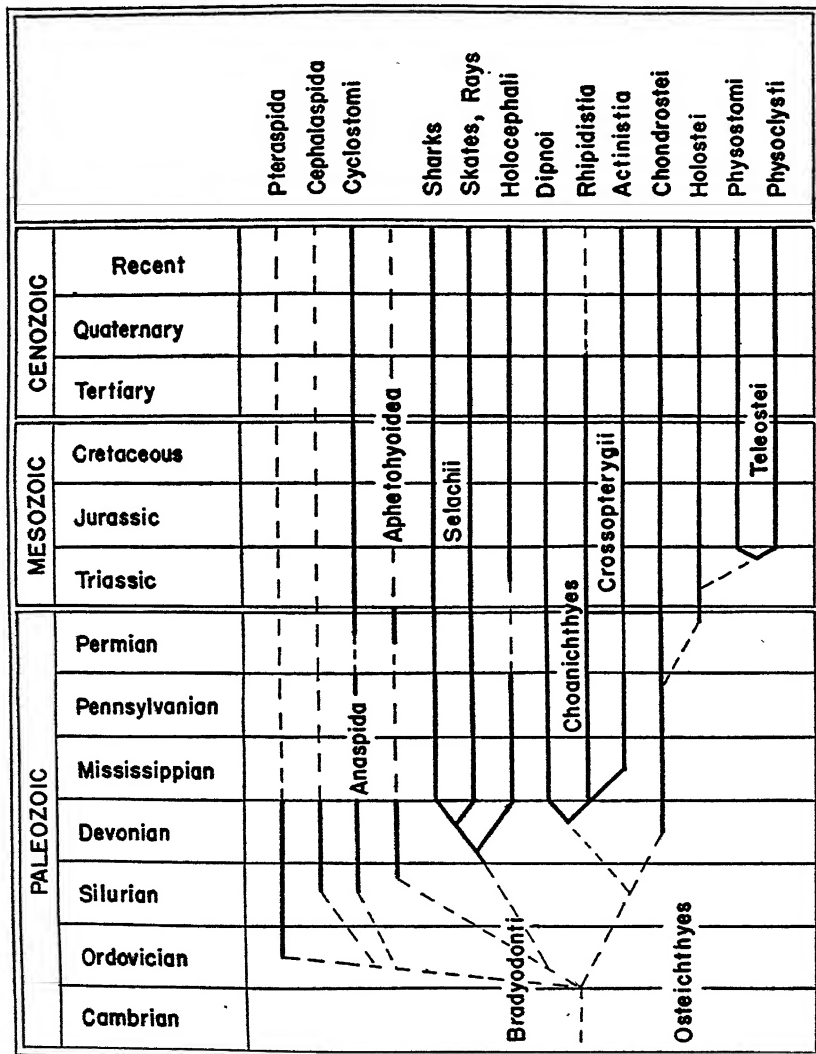 Pteraspida
Cephalaspida
Cyclostomi
Sharks
Skates, Rays
Holocephali
Dipnoi
Rhipidistia
Actinistia
Chondrostei
Holostei
Physostomi
Physoclysti
CENOZOIC
Recent
Quaternary
Tertiary
MESOZOIC
Cretaceous
Jurassic
Triassic
PALEOZOIC
Permian
Pennsylvanian
Mississippian
Devonian
Silurian
Ordovician
Cambrian
Anaspida
Aphetohyoidea
Selachii
Bradyodonti
Choanichthyes
Crossopterygii
Osteichthyes
Teleostei